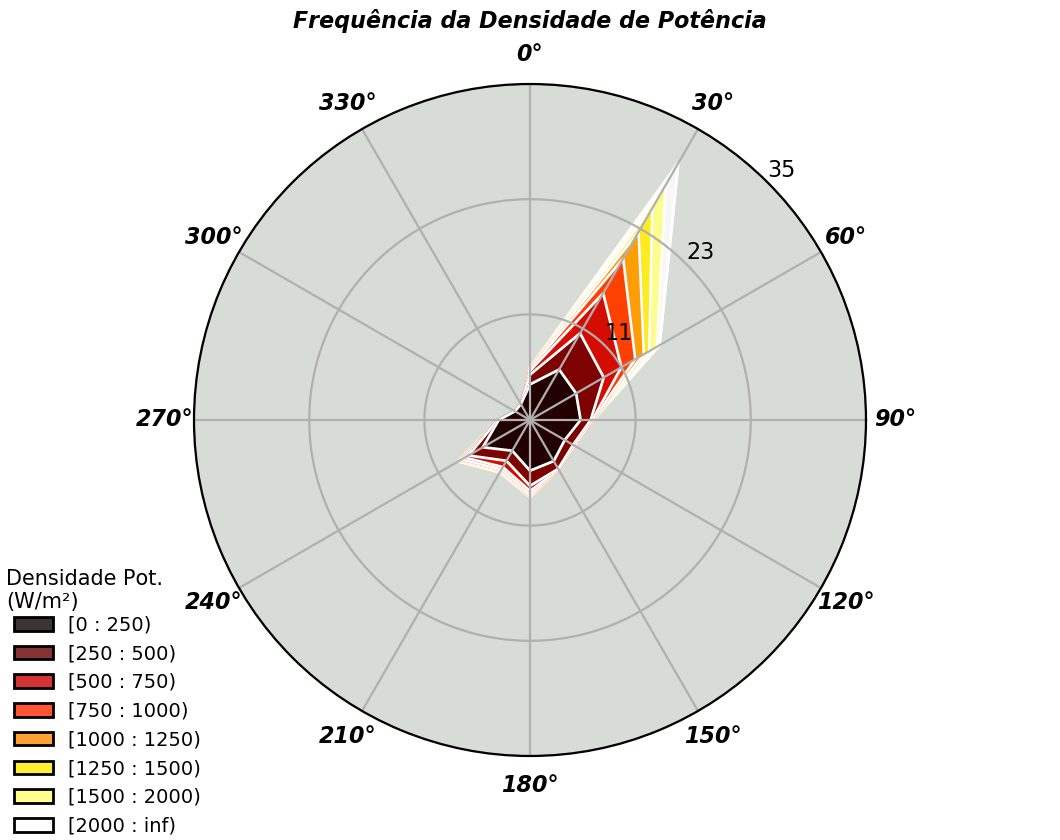 Frequência da Densidade de Potência
0°
330°
30°
35
300°
60°
23
11
270°
90°
Densidade Pot.
(W/m²)
240°
120°
[0 : 250)
[250 : 500)
[500 : 750)
[750 : 1000)
210°
150°
[1000 : 1250)
[1250 : 1500)
180°
[1500 : 2000)
[2000 : inf)